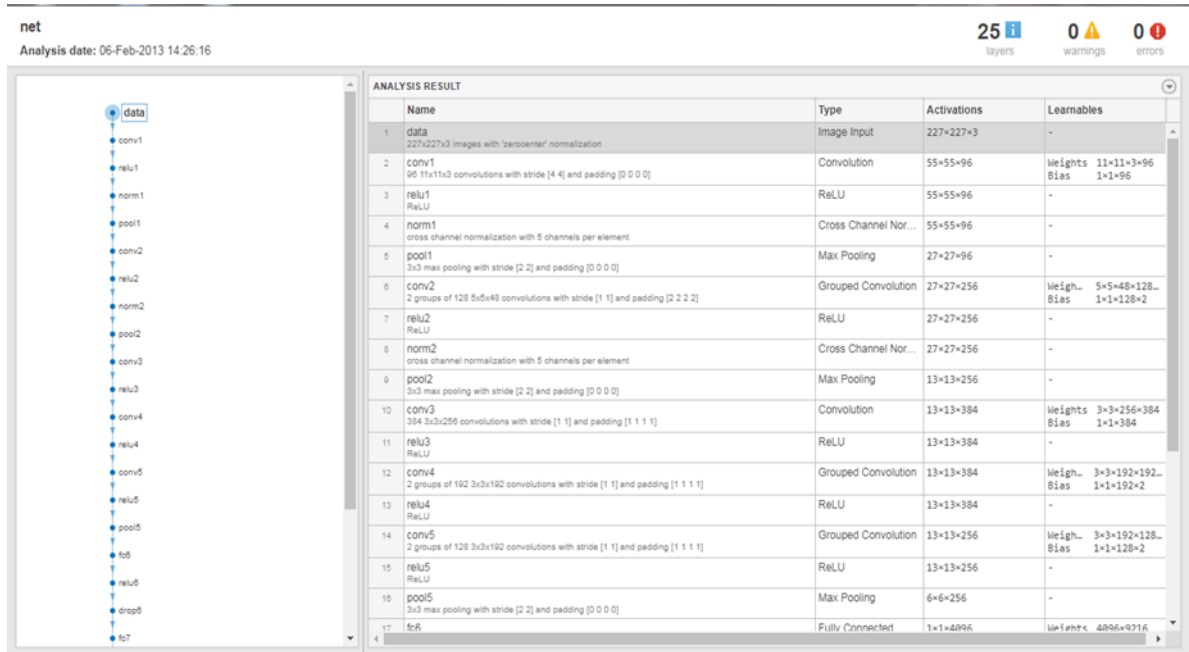 net
Analysis date: 06-Feb-2013 14:26:16
25
layers
0
warnings
0
errors
data
conv1
relu1
norm1
pool1
conv2
relu2
norm2
pool2
conv3
relu3
conv4
relu4
conv5
relu5
pool5
fc6
relu6
drop6
fc7
ANALYSIS RESULT
Name Type Activations Learnables
1 data Image Input 227×227×3 -
227x227x3 images with 'zerocenter' normalization
2 conv1 Convolution 55×55×96 Weights 11×11×3×96
96 11x11x3 convolutions with stride [4 4] and padding [0 0 0 0] Bias 1×1×96
3 relu1 ReLU 55×55×96 -
ReLU
4 norm1 Cross Channel Nor... 55×55×96 -
cross channel normalization with 5 channels per element
5 pool1 Max Pooling 27×27×96 -
3x3 max pooling with stride [2 2] and padding [0 0 0 0]
6 conv2 Grouped Convolution 27×27×256 Weigh… 5×5×48×128…
2 groups of 128 5x5x48 convolutions with stride [1 1] and padding [2 2 2 2] Bias 1×1×128×2
7 relu2 ReLU 27×27×256 -
ReLU
8 norm2 Cross Channel Nor... 27×27×256 -
cross channel normalization with 5 channels per element
9 pool2 Max Pooling 13×13×256 -
3x3 max pooling with stride [2 2] and padding [0 0 0 0]
10 conv3 Convolution 13×13×384 Weights 3×3×256×384
384 3x3x256 convolutions with stride [1 1] and padding [1 1 1 1] Bias 1×1×384
11 relu3 ReLU 13×13×384 -
ReLU
12 conv4 Grouped Convolution 13×13×384 Weigh… 3×3×192×192…
2 groups of 192 3x3x192 convolutions with stride [1 1] and padding [1 1 1 1] Bias 1×1×192×2
13 relu4 ReLU 13×13×384 -
ReLU
14 conv5 Grouped Convolution 13×13×256 Weigh… 3×3×192×128…
2 groups of 128 3x3x192 convolutions with stride [1 1] and padding [1 1 1 1] Bias 1×1×128×2
15 relu5 ReLU 13×13×256 -
ReLU
16 pool5 Max Pooling 6×6×256 -
3x3 max pooling with stride [2 2] and padding [0 0 0 0]
17 fc6 Fully Connected 1×1×4096 Weights 4096×9216